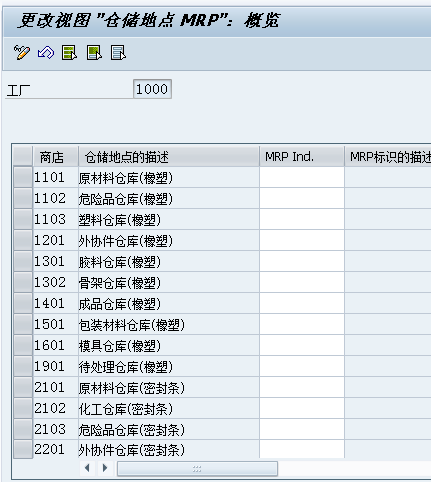 更改视图 "仓储地点 MRP": 概览
工厂 1000
商店 仓储地点的描述 MRP Ind. MRP标识的描述
1101 原材料仓库(橡塑)
1102 危险品仓库(橡塑)
1103 塑料仓库(橡塑)
1201 外协件仓库(橡塑)
1301 胶料仓库(橡塑)
1302 骨架仓库(橡塑)
1401 成品仓库(橡塑)
1501 包装材料仓库(橡塑)
1601 模具仓库(橡塑)
1901 待处理仓库(橡塑)
2101 原材料仓库(密封条)
2102 化工仓库(密封条)
2103 危险品仓库(密封条)
2201 外协件仓库(密封条)